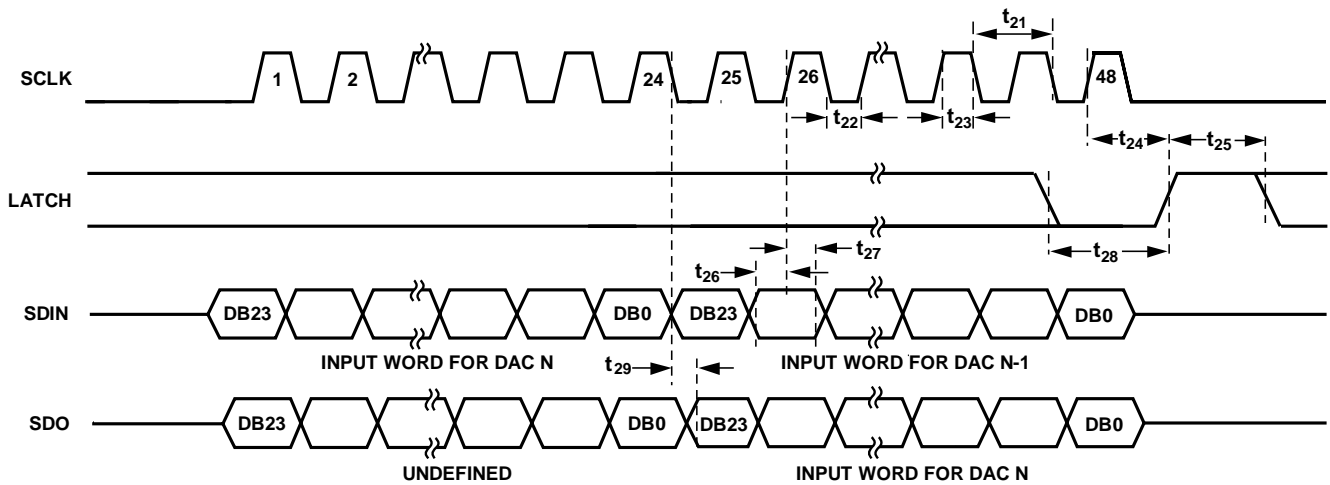 t21
SCLK
1 2 24 25 26 48
t22 t23
t24 t25
LATCH
t27
t28
t26
SDIN
DB23 DB0 DB23 DB0
INPUT WORD FOR DAC N INPUT WORD FOR DAC N-1
t29
SDO
DB23 DB0 DB23 DB0
UNDEFINED INPUT WORD FOR DAC N